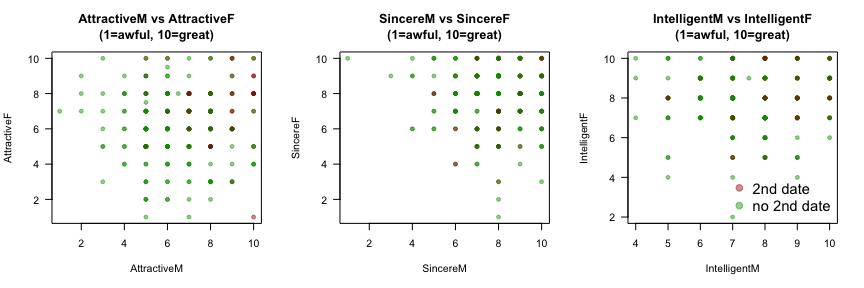 AttractiveM vs AttractiveF
(1=awful, 10=great)
AttractiveF
10
8
6
4
2
2 4 6 8 10
AttractiveM
SincereM vs SincereF
(1=awful, 10=great)
SincereF
10
8
6
4
2
2 4 6 8 10
SincereM
IntelligentM vs IntelligentF
(1=awful, 10=great)
IntelligentF
10
8
6
4
2
2nd date
no 2nd date
4 5 6 7 8 9 10
IntelligentM